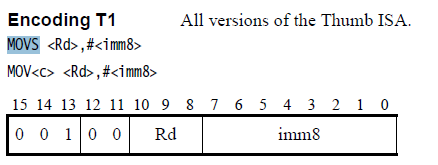 Encoding T1 All versions of the Thumb ISA.
MOVS <Rd>,#<imm8>
MOV<c> <Rd>,#<imm8>
15 14 13 12 11 10 9 8 7 6 5 4 3 2 1 0
0 0 1 0 0 Rd imm8